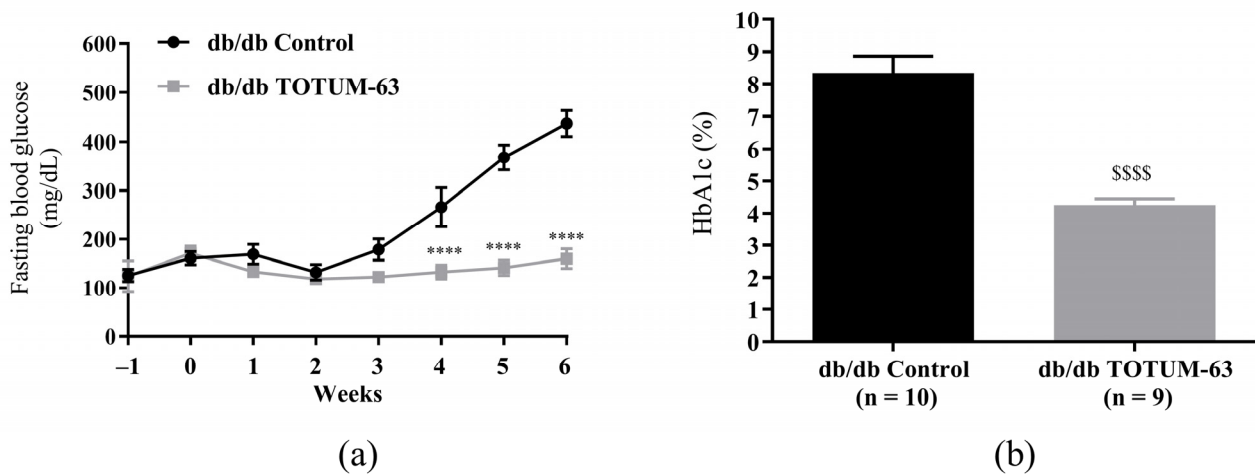 db/db Control
db/db TOTUM-63
Fasting blood glucose
(mg/dL)
600
500
400
300
200
100
0
**** **** ****
–1 0 1 2 3 4 5 6
Weeks
(a)
HbA1c (%)
10
9
8
7
6
5
4
3
2
1
0
$$$$
db/db Control db/db TOTUM-63
(n = 10) (n = 9)
(b)